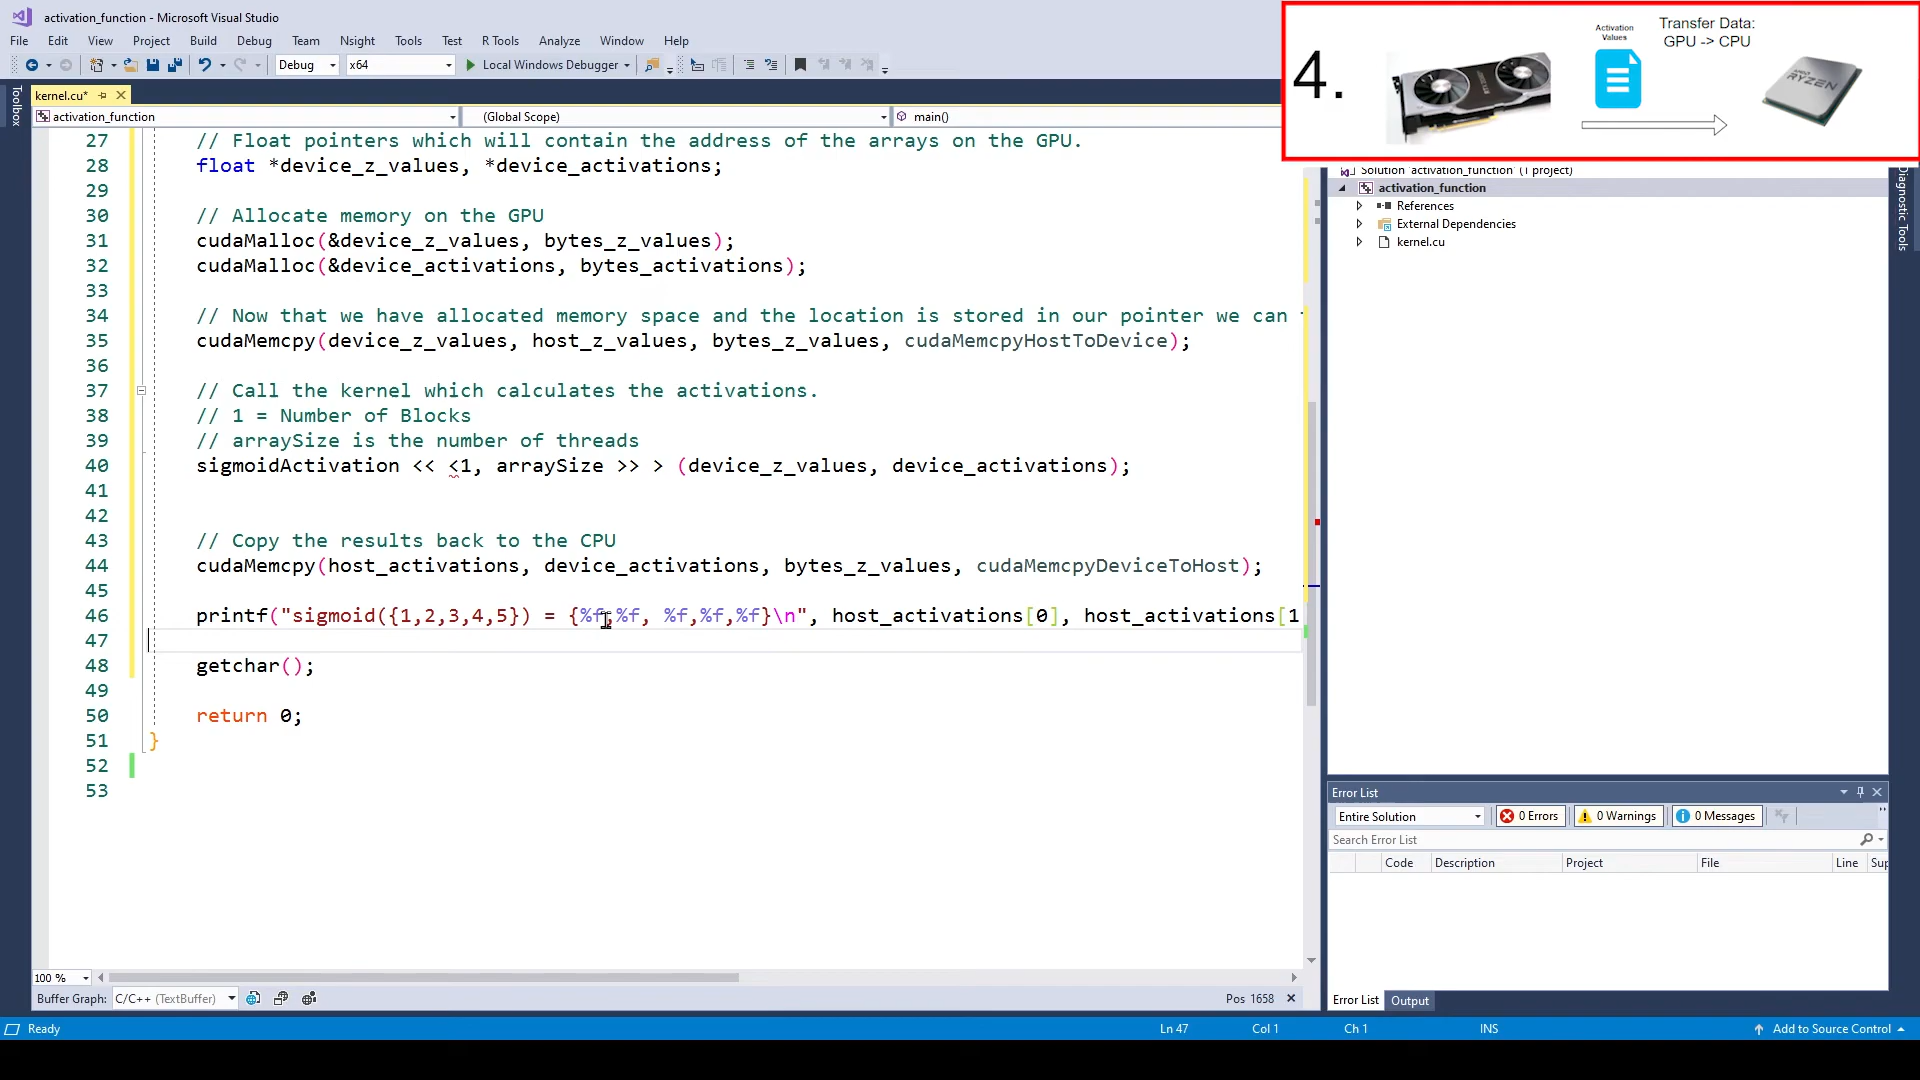 activation_function - Microsoft Visual Studio
File Edit View Project Build Debug Team Nsight Tools Test R Tools Analyze Window Help
Debug x64 Local Windows Debugger
4.
Activation
Values
Transfer Data:
GPU -> CPU
RYZEN
Toolbox
kernel.cu*
activation_function (Global Scope) main()
27 // Float pointers which will contain the address of the arrays on the GPU.
28 float *device_z_values, *device_activations;
29
30 // Allocate memory on the GPU
31 cudaMalloc(&device_z_values, bytes_z_values);
32 cudaMalloc(&device_activations, bytes_activations);
33
34 // Now that we have allocated memory space and the location is stored in our pointer we can
35 cudaMemcpy(device_z_values, host_z_values, bytes_z_values, cudaMemcpyHostToDevice);
36
37 // Call the kernel which calculates the activations.
38 // 1 = Number of Blocks
39 // arraySize is the number of threads
40 sigmoidActivation << <1, arraySize >> > (device_z_values, device_activations);
41
42
43 // Copy the results back to the CPU
44 cudaMemcpy(host_activations, device_activations, bytes_z_values, cudaMemcpyDeviceToHost);
45
46 printf("sigmoid({1,2,3,4,5}) = {%f,%f, %f,%f,%f}\n", host_activations[0], host_activations[1
47
48 getchar();
49
50 return 0;
51 }
52
53
100 %
Buffer Graph: C/C++ (TextBuffer) Pos 1658
Solution 'activation_function' (1 project)
activation_function
References
External Dependencies
kernel.cu
Diagnostic Tools
Error List
Entire Solution 0 Errors 0 Warnings 0 Messages
Search Error List
Code Description Project File Line Sup
Error List Output
Ready Ln 47 Col 1 Ch 1 INS Add to Source Control